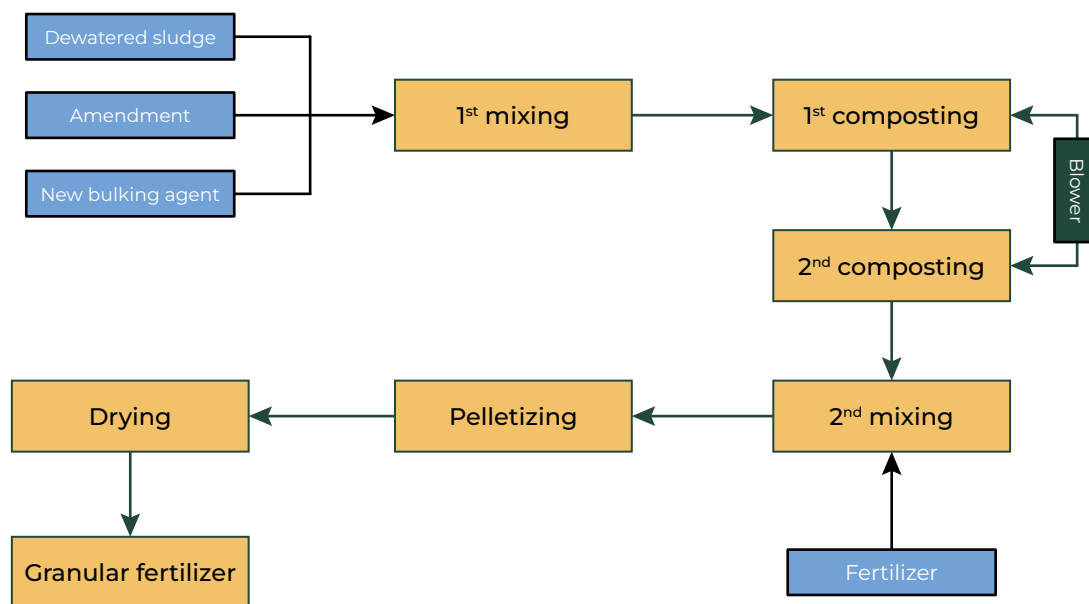 Dewatered sludge
Amendment
New bulking agent
1st mixing
1st composting
Blower
2nd composting
Drying
Pelletizing
2nd mixing
Granular fertilizer
Fertilizer